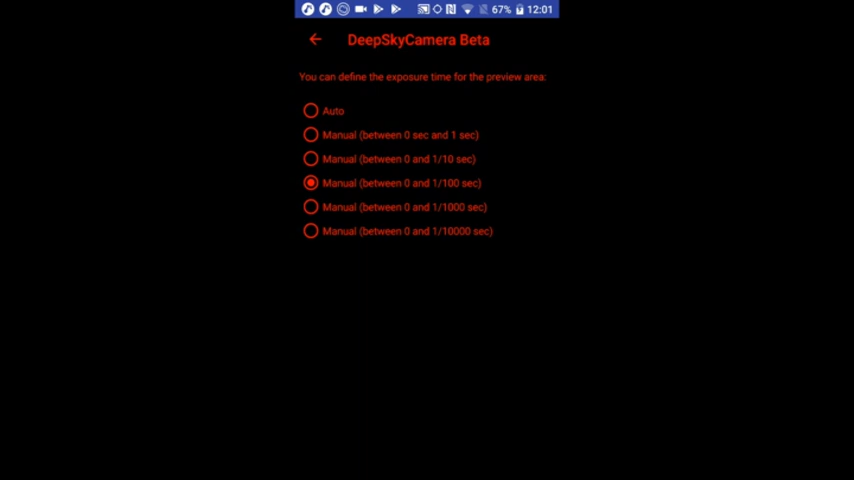 67% 12:01
DeepSkyCamera Beta
You can define the exposure time for the preview area:
Auto
Manual (between 0 sec and 1 sec)
Manual (between 0 and 1/10 sec)
Manual (between 0 and 1/100 sec)
Manual (between 0 and 1/1000 sec)
Manual (between 0 and 1/10000 sec)